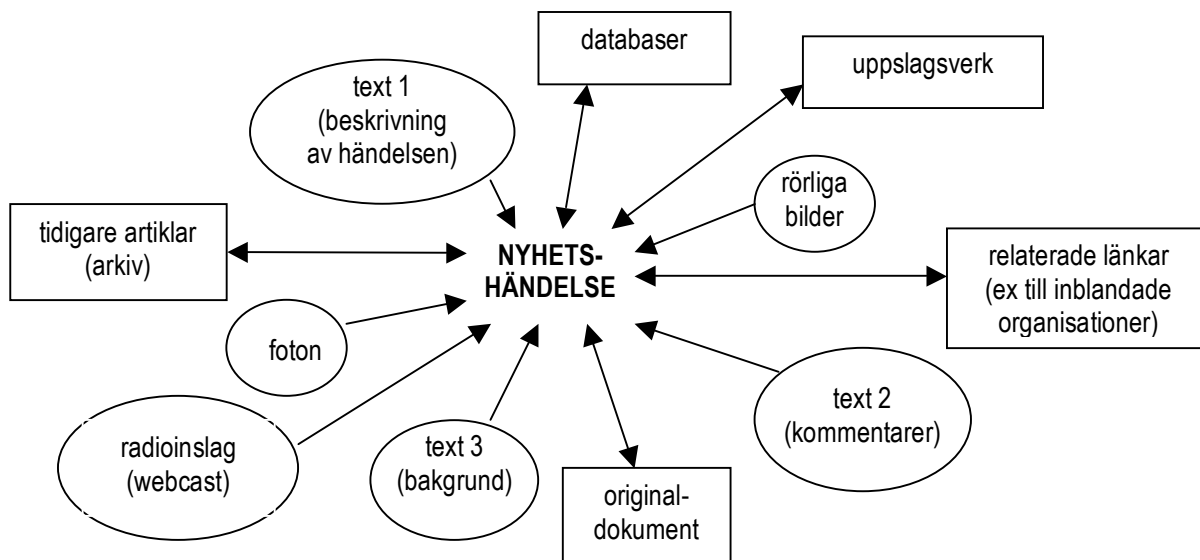 databaser
uppslagsverk
text 1
(beskrivning
av händelsen)
rörliga
bilder
tidigare artiklar
(arkiv)
NYHETS-
HÄNDELSE
relaterade länkar
(ex till inblandade
organisationer)
foton
text 2
(kommentarer)
radioinslag
(webcast)
text 3
(bakgrund)
original-
dokument